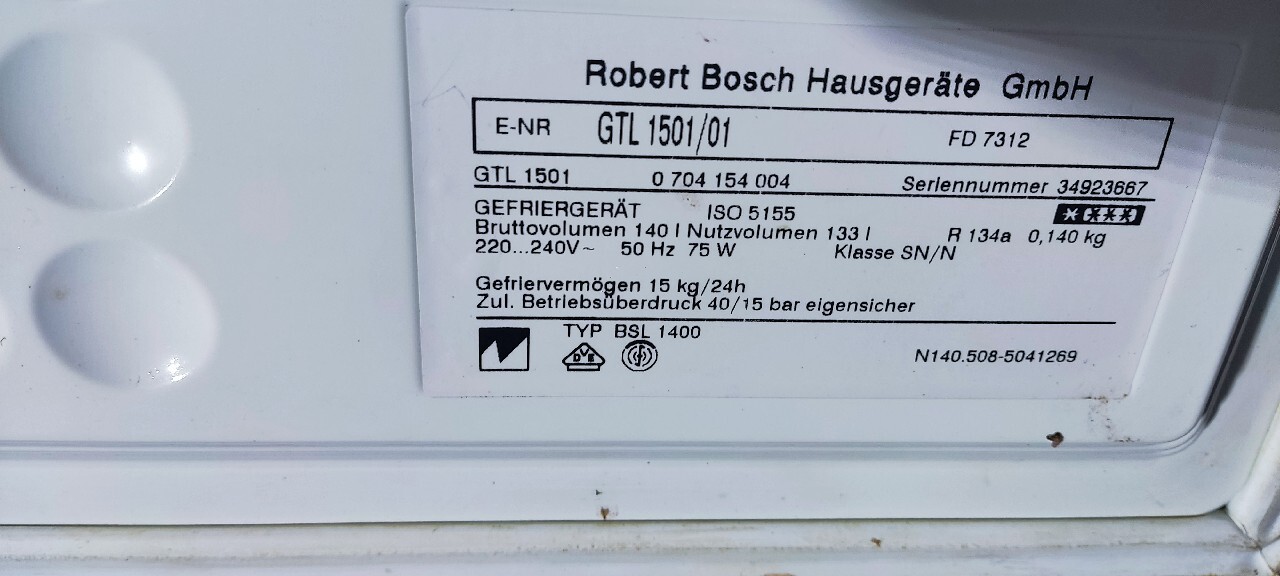 Robert Bosch Hausgeräte GmbH
E-NR GTL 1501/01 FD 7312
GTL 1501 0 704 154 004 Seriennummer 34923667
GEFRIERGERÄT ISO 5155
Bruttovolumen 140 l Nutzvolumen 133 l R 134a 0,140 kg
220...240V~ 50 Hz 75 W Klasse SN/N
Gefriervermögen 15 kg/24h
Zul. Betriebsüberdruck 40/15 bar eigensicher
TYP BSL 1400
DVE
N140.508-5041269